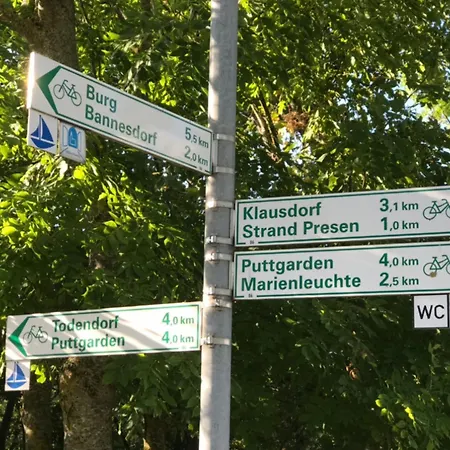 Burg 5,5 km
Bannesdorf 2,0 km
Klausdorf 3,1 km
Strand Presen 1,0 km
Puttgarden 4,0 km
Marienleuchte 2,5 km
WC
Todendorf 4,0 km
Puttgarden 4,0 km